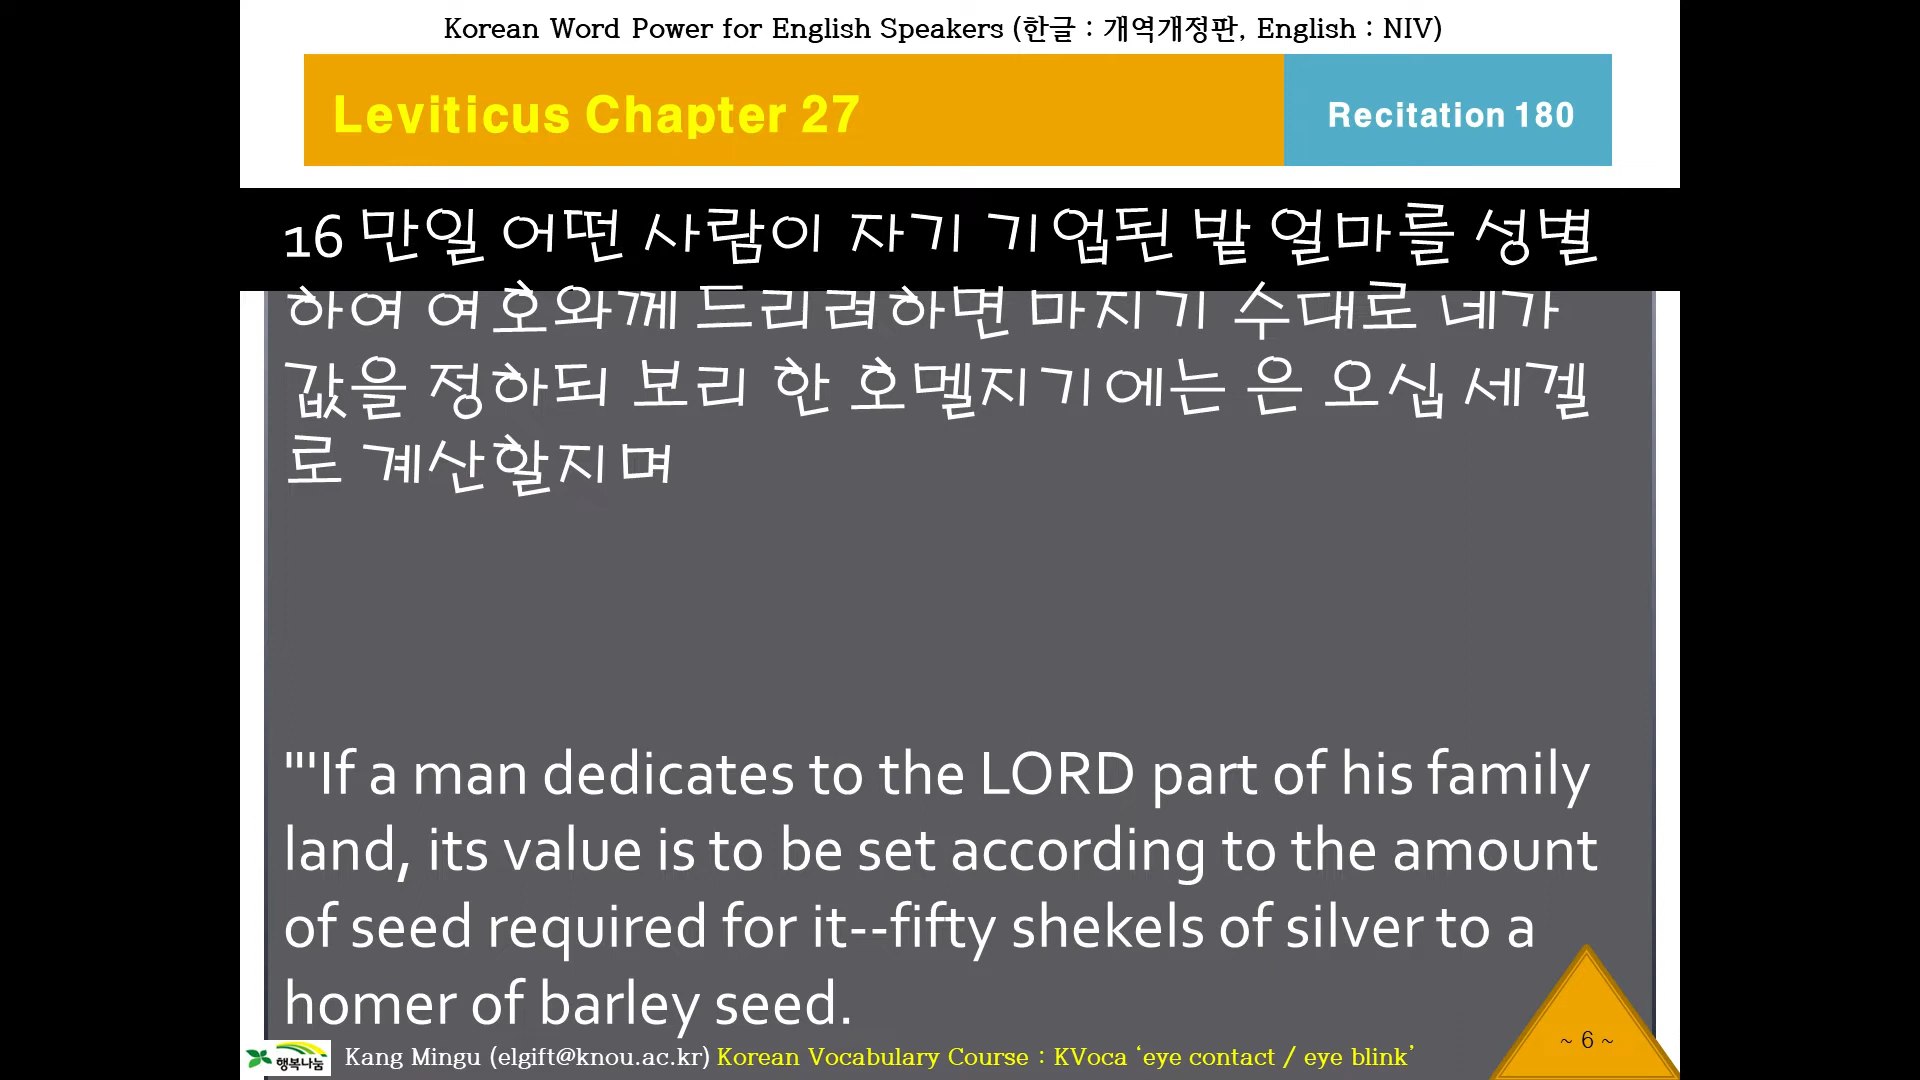 Korean Word Power for English Speakers (한글 : 개역개정판, English : NIV)
Leviticus Chapter 27
Recitation 180
16 만일 어떤 사람이 자기 기업된 밭 얼마를 성별
하여 여호와께 드리려하면 마지기 수대로 네가
값을 정하되 보리 한 호멜지기에는 은 오십 세겔
로 계산할지며
"'If a man dedicates to the LORD part of his family
land, its value is to be set according to the amount
of seed required for it--fifty shekels of silver to a
homer of barley seed.
~ 6 ~
행복나눔
Kang Mingu (elgift@knou.ac.kr) Korean Vocabulary Course : KVoca ‘eye contact / eye blink’